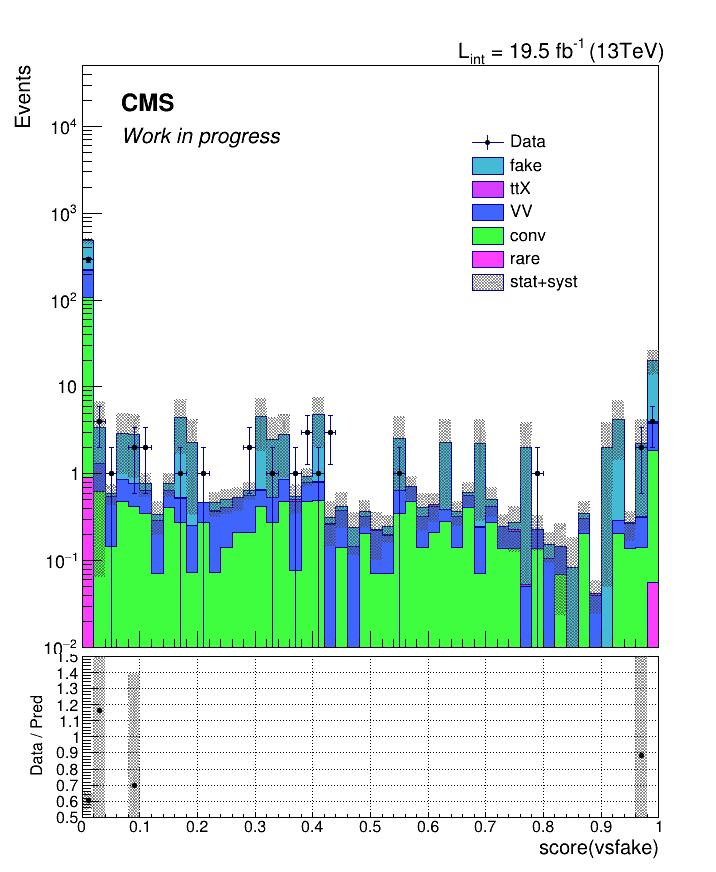 L_int = 19.5 fb^-1 (13TeV)
Events
CMS
Work in progress
Data
fake
ttX
VV
conv
rare
stat+syst
10^4
10^3
10^2
10
1
10^-1
10^-2
Data / Pred
1.5
1.4
1.3
1.2
1.1
1
0.9
0.8
0.7
0.6
0.5
0 0.1 0.2 0.3 0.4 0.5 0.6 0.7 0.8 0.9 1
score(vsfake)